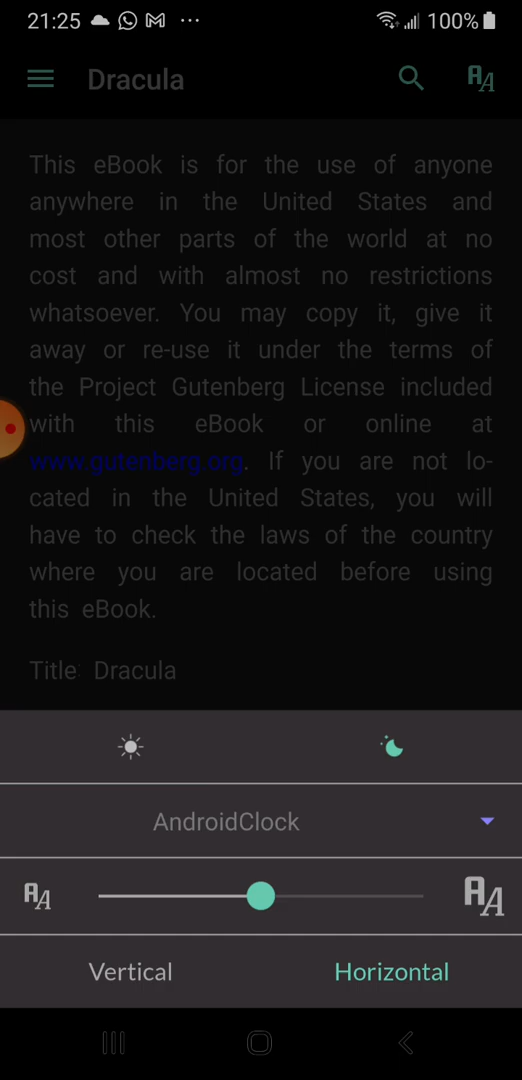 21:25 100%
Dracula
This eBook is for the use of anyone
anywhere in the United States and
most other parts of the world at no
cost and with almost no restrictions
whatsoever. You may copy it, give it
away or re-use it under the terms of
the Project Gutenberg License included
with this eBook or online at
www.gutenberg.org. If you are not lo-
cated in the United States, you will
have to check the laws of the country
where you are located before using
this eBook.
Title: Dracula
AndroidClock
Vertical Horizontal